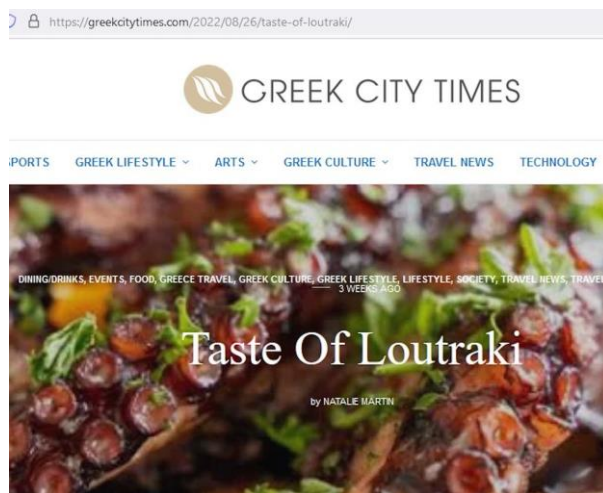 https://greekcitytimes.com/2022/08/26/taste-of-loutraki/
GREEK CITY TIMES
SPORTS GREEK LIFESTYLE ARTS GREEK CULTURE TRAVEL NEWS TECHNOLOGY
DINING/DRINKS, EVENTS, FOOD, GREECE TRAVEL, GREEK CULTURE, GREEK LIFESTYLE, LIFESTYLE, SOCIETY, TRAVEL NEWS, TRAVEL
3 WEEKS AGO
Taste Of Loutraki
by NATALIE MARTIN